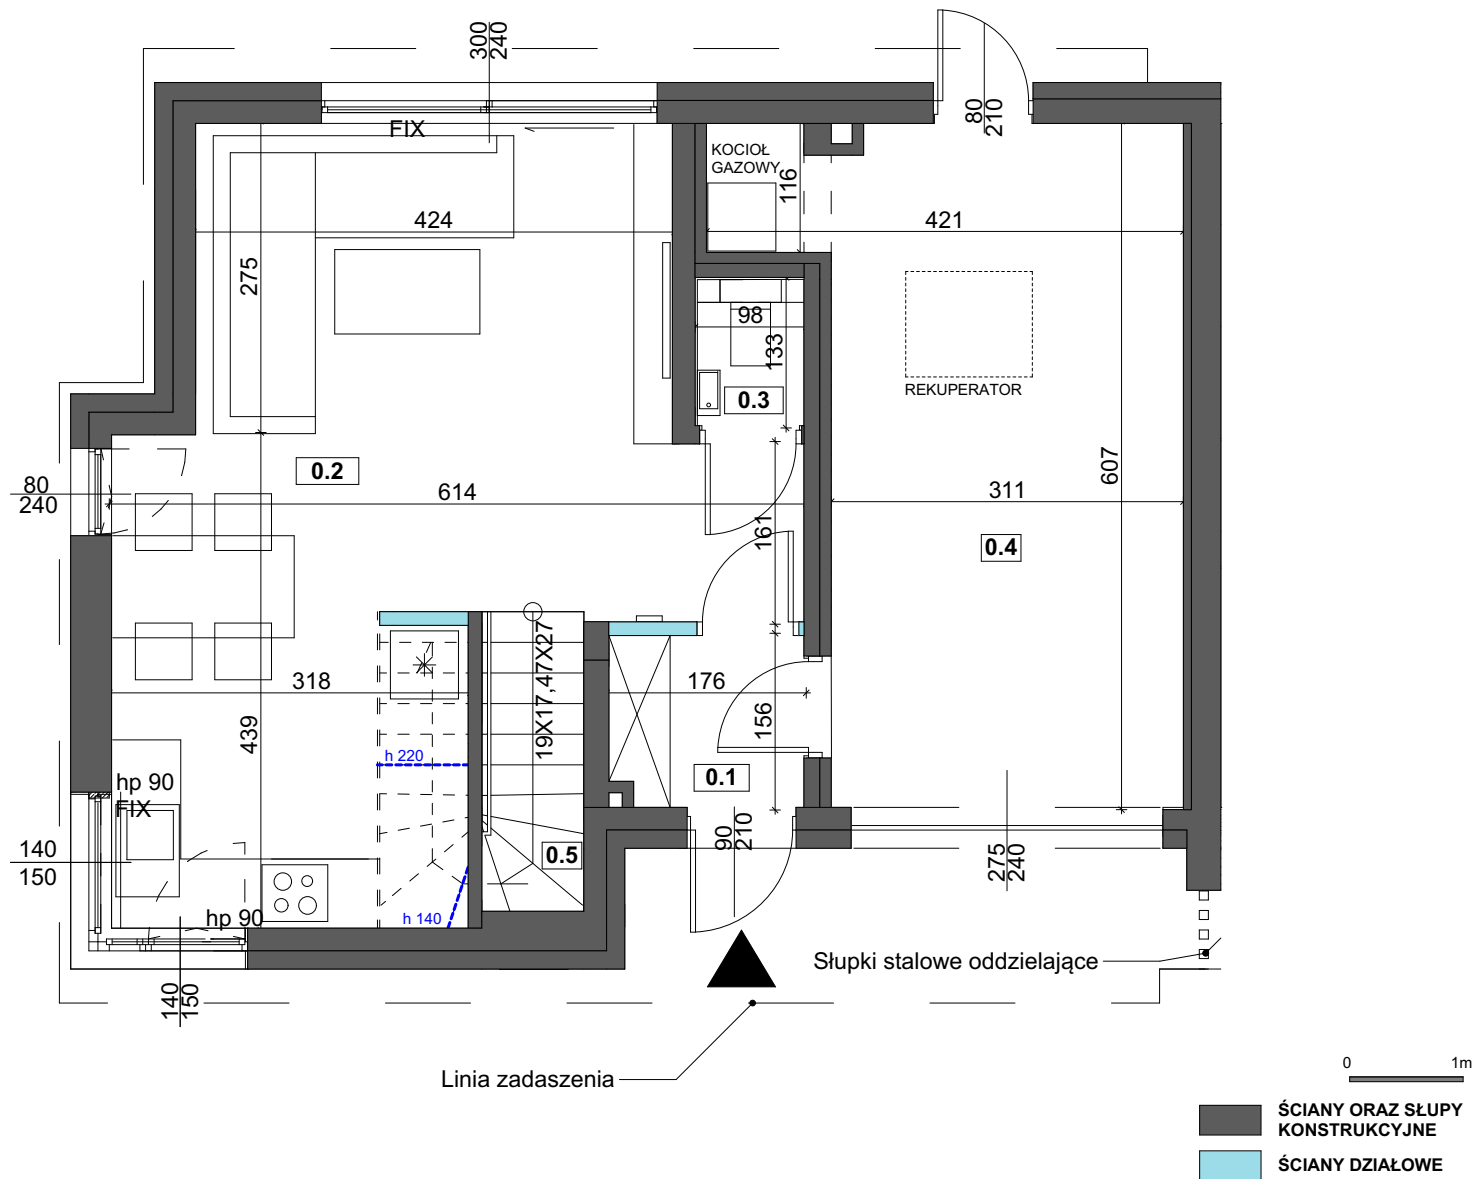 300
240
FIX
80
210
KOCIOŁ
GAZOWY
116
424
421
275
98
133
REKUPERATOR
0.3
0.2
607
80
240
614
311
161
0.4
19X17,47X27
318
176
439
156
h 220
0.1
hp 90
FIX
140
150
90
210
0.5
275
240
hp 90
h 140
Słupki stalowe oddzielające
140
150
Linia zadaszenia
0 1m
ŚCIANY ORAZ SŁUPY
KONSTRUKCYJNE
ŚCIANY DZIAŁOWE